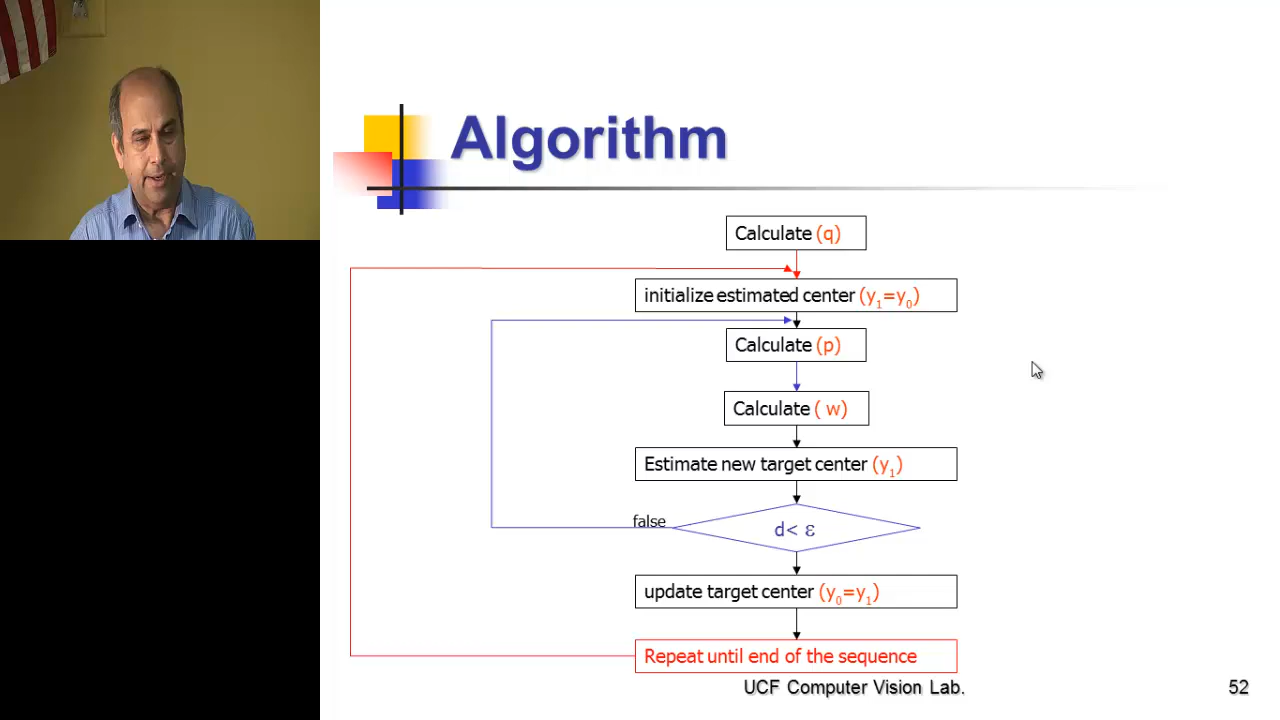 Algorithm
Calculate (q)
initialize estimated center (y1=y0)
Calculate (p)
Calculate ( w)
Estimate new target center (y1)
false
d< ε
update target center (y0=y1)
Repeat until end of the sequence
UCF Computer Vision Lab.
52